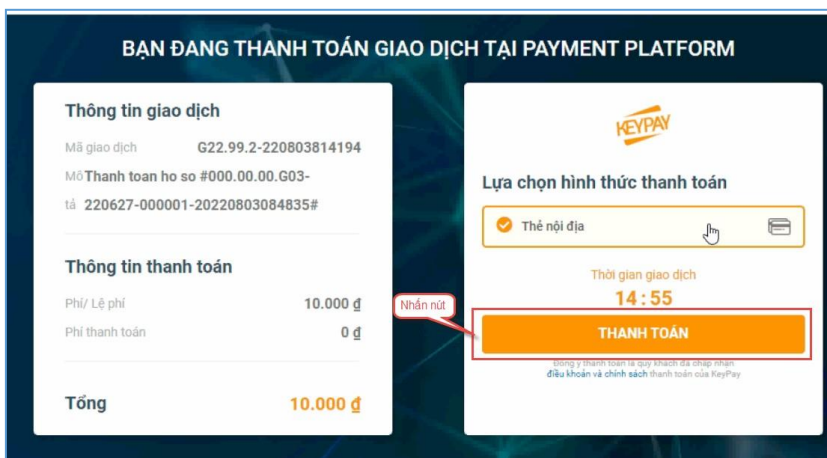 BẠN ĐANG THANH TOÁN GIAO DỊCH TẠI PAYMENT PLATFORM
Thông tin giao dịch
Mã giao dịch G22.99.2-220803814194
Mô Thanh toan ho so #000.00.00.G03-
tả 220627-000001-20220803084835#
Thông tin thanh toán
Phí/ Lệ phí 10.000 ₫
Phí thanh toán 0 ₫
Tổng 10.000 ₫
KEYPAY
Lựa chọn hình thức thanh toán
Thẻ nội địa
Thời gian giao dịch
14 : 55
Nhấn nút
THANH TOÁN
Đồng ý thanh toán là quý khách đã chấp nhận
điều khoản và chính sách thanh toán của KeyPay